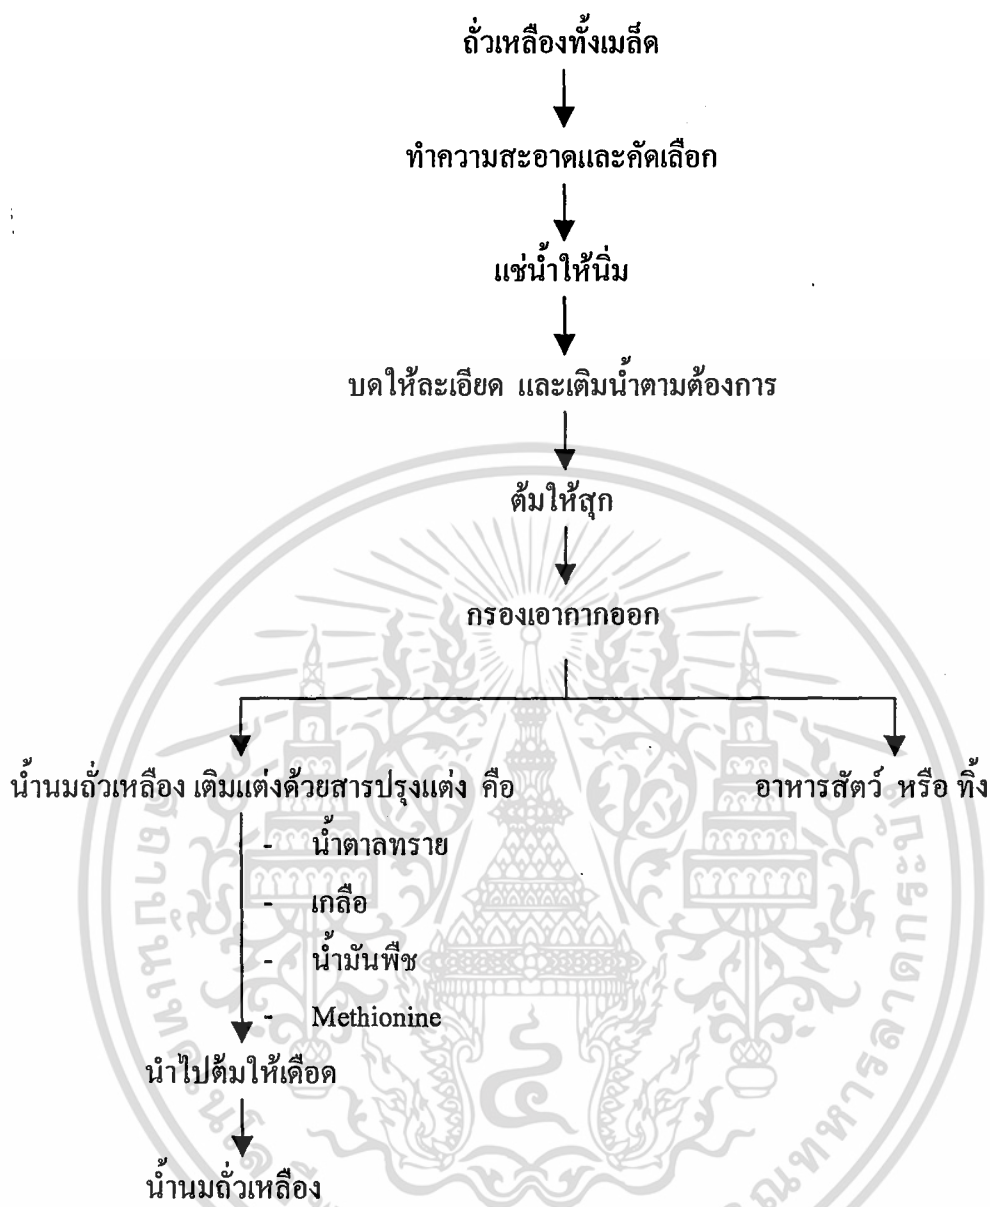 ถั่วเหลืองทั้งเมล็ด
ทำความสะอาดและคัดเลือก
แช่น้ำให้นิ่ม
บดให้ละเอียด และเติมน้ำตามต้องการ
ต้มให้สุก
กรองเอากากออก
น้ำนมถั่วเหลือง เติมแต่งด้วยสารปรุงแต่ง คือ
อาหารสัตว์ หรือ ทิ้ง
- น้ำตาลทราย
- เกลือ
- น้ำมันพืช
- Methionine
นำไปต้มให้เดือด
น้ำนมถั่วเหลือง